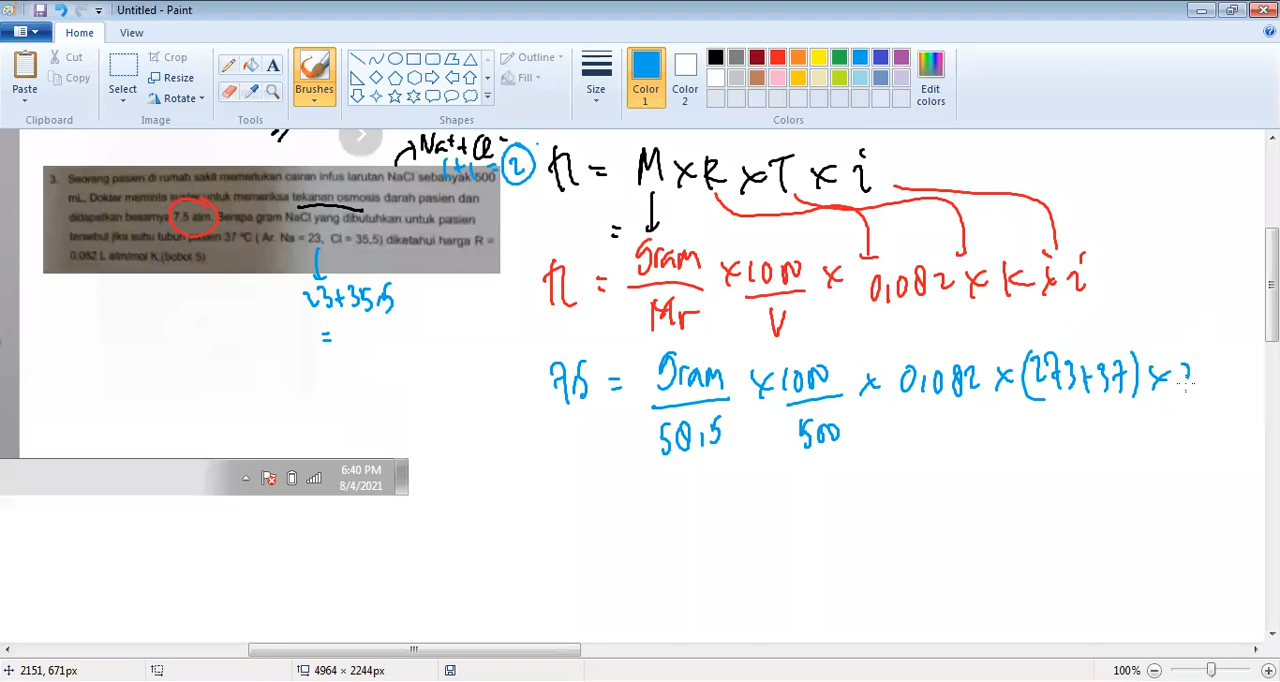 Untitled - Paint
Home
View
Paste
Cut
Copy
Clipboard
Select
Crop
Resize
Rotate
Image
A
Tools
Brushes
Shapes
Outline
Fill
Size
Color 1
Color 2
Colors
Edit colors
Na⁺ + Cl⁻
1+1 = 2
3. Seorang pasien di rumah sakit memerlukan cairan infus larutan NaCl sebanyak 500
mL. Dokter meminta suster untuk memeriksa tekanan osmosis darah pasien dan
didapatkan besarnya 7,5 atm. Berapa gram NaCl yang dibutuhkan untuk pasien
tersebut jika suhu tubuh pasien 37 °C ( Ar. Na = 23, Cl = 35,5) diketahui harga R =
0,082 L atm/mol K.(bobot 5)
23+35,5
=
π = M x R x T x i
=
π = gram/Mr x 1000/V x 0,082 x K x i
75 = gram/58,5 x 1000/500 x 0,082 x (273+37) x
6:40 PM
8/4/2021
2151, 671px
4964 × 2244px
100%